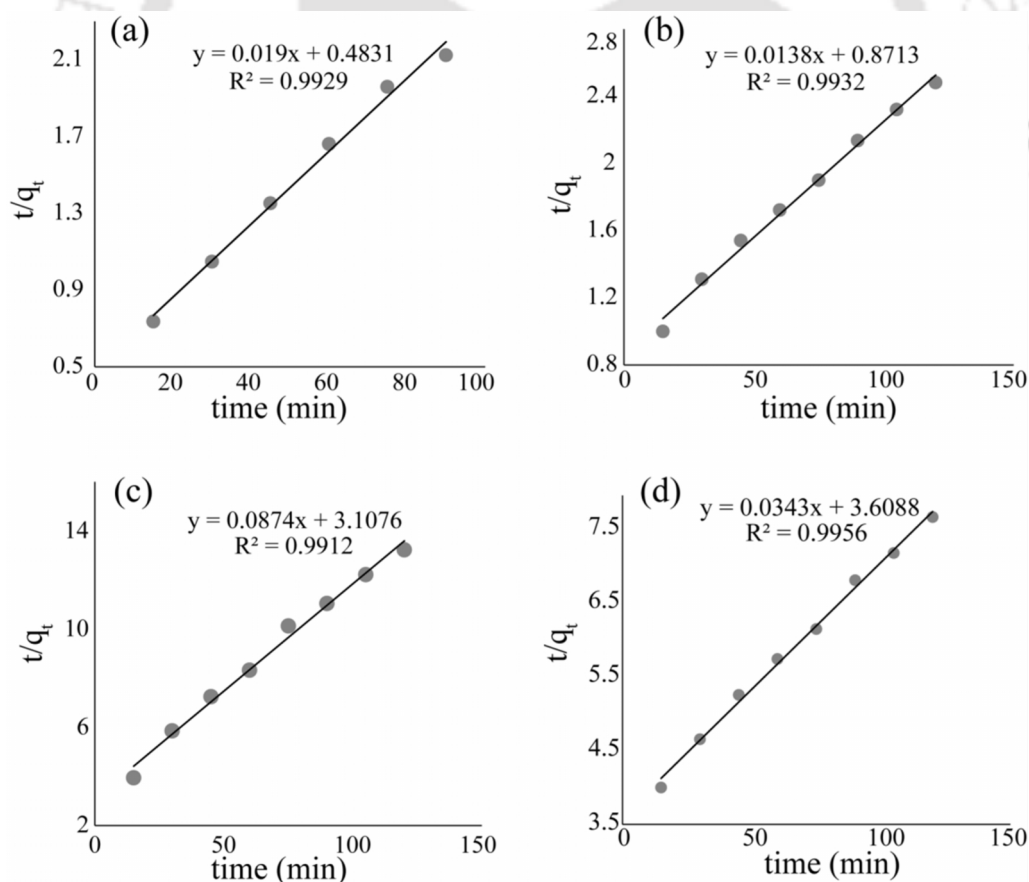 (a)
y = 0.019x + 0.4831
R² = 0.9929
2.1
1.7
1.3
0.9
0.5
t/qₜ
0 20 40 60 80 100
time (min)
(b)
y = 0.0138x + 0.8713
R² = 0.9932
2.8
2.4
2
1.6
1.2
0.8
t/qₜ
0 50 100 150
time (min)
(c)
y = 0.0874x + 3.1076
R² = 0.9912
14
10
6
2
t/qₜ
0 50 100 150
time (min)
(d)
y = 0.0343x + 3.6088
R² = 0.9956
7.5
6.5
5.5
4.5
3.5
t/qₜ
0 50 100 150
time (min)